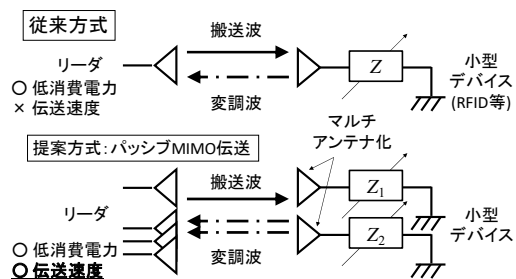 従来方式
搬送波
リーダ
Z
小型
デバイス
(RFID等)
○ 低消費電力
× 伝送速度
変調波
提案方式：パッシブMIMO伝送
マルチ
アンテナ化
搬送波
Z1
リーダ
Z2
小型
デバイス
○ 低消費電力
○ 伝送速度
変調波